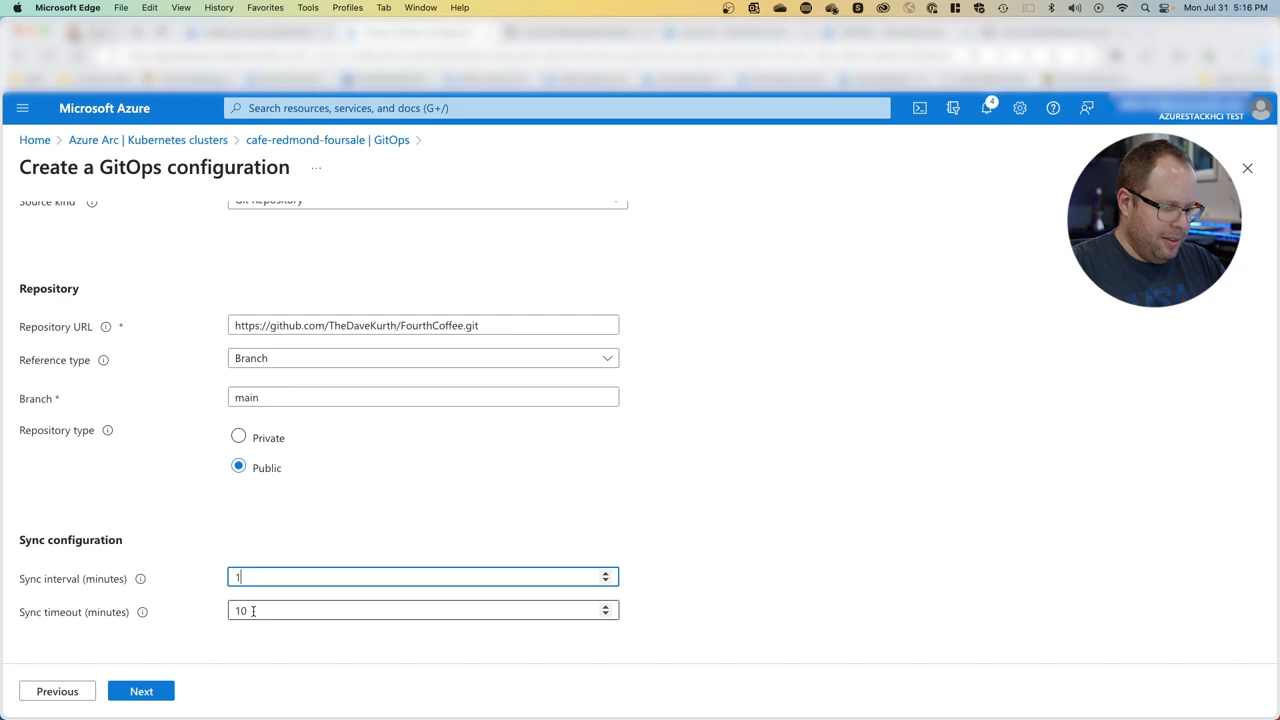 Microsoft Edge File Edit View History Favorites Tools Profiles Tab Window Help Mon Jul 31 5:16 PM
Microsoft Azure Search resources, services, and docs (G+/) 4
AZURESTACKHCI TEST
Home > Azure Arc | Kubernetes clusters > cafe-redmond-foursale | GitOps >
Create a GitOps configuration ...
Source kind Git Repository
Repository
Repository URL * https://github.com/TheDaveKurth/FourthCoffee.git
Reference type Branch
Branch * main
Repository type
Private
Public
Sync configuration
Sync interval (minutes) 1
Sync timeout (minutes) 10
Previous Next